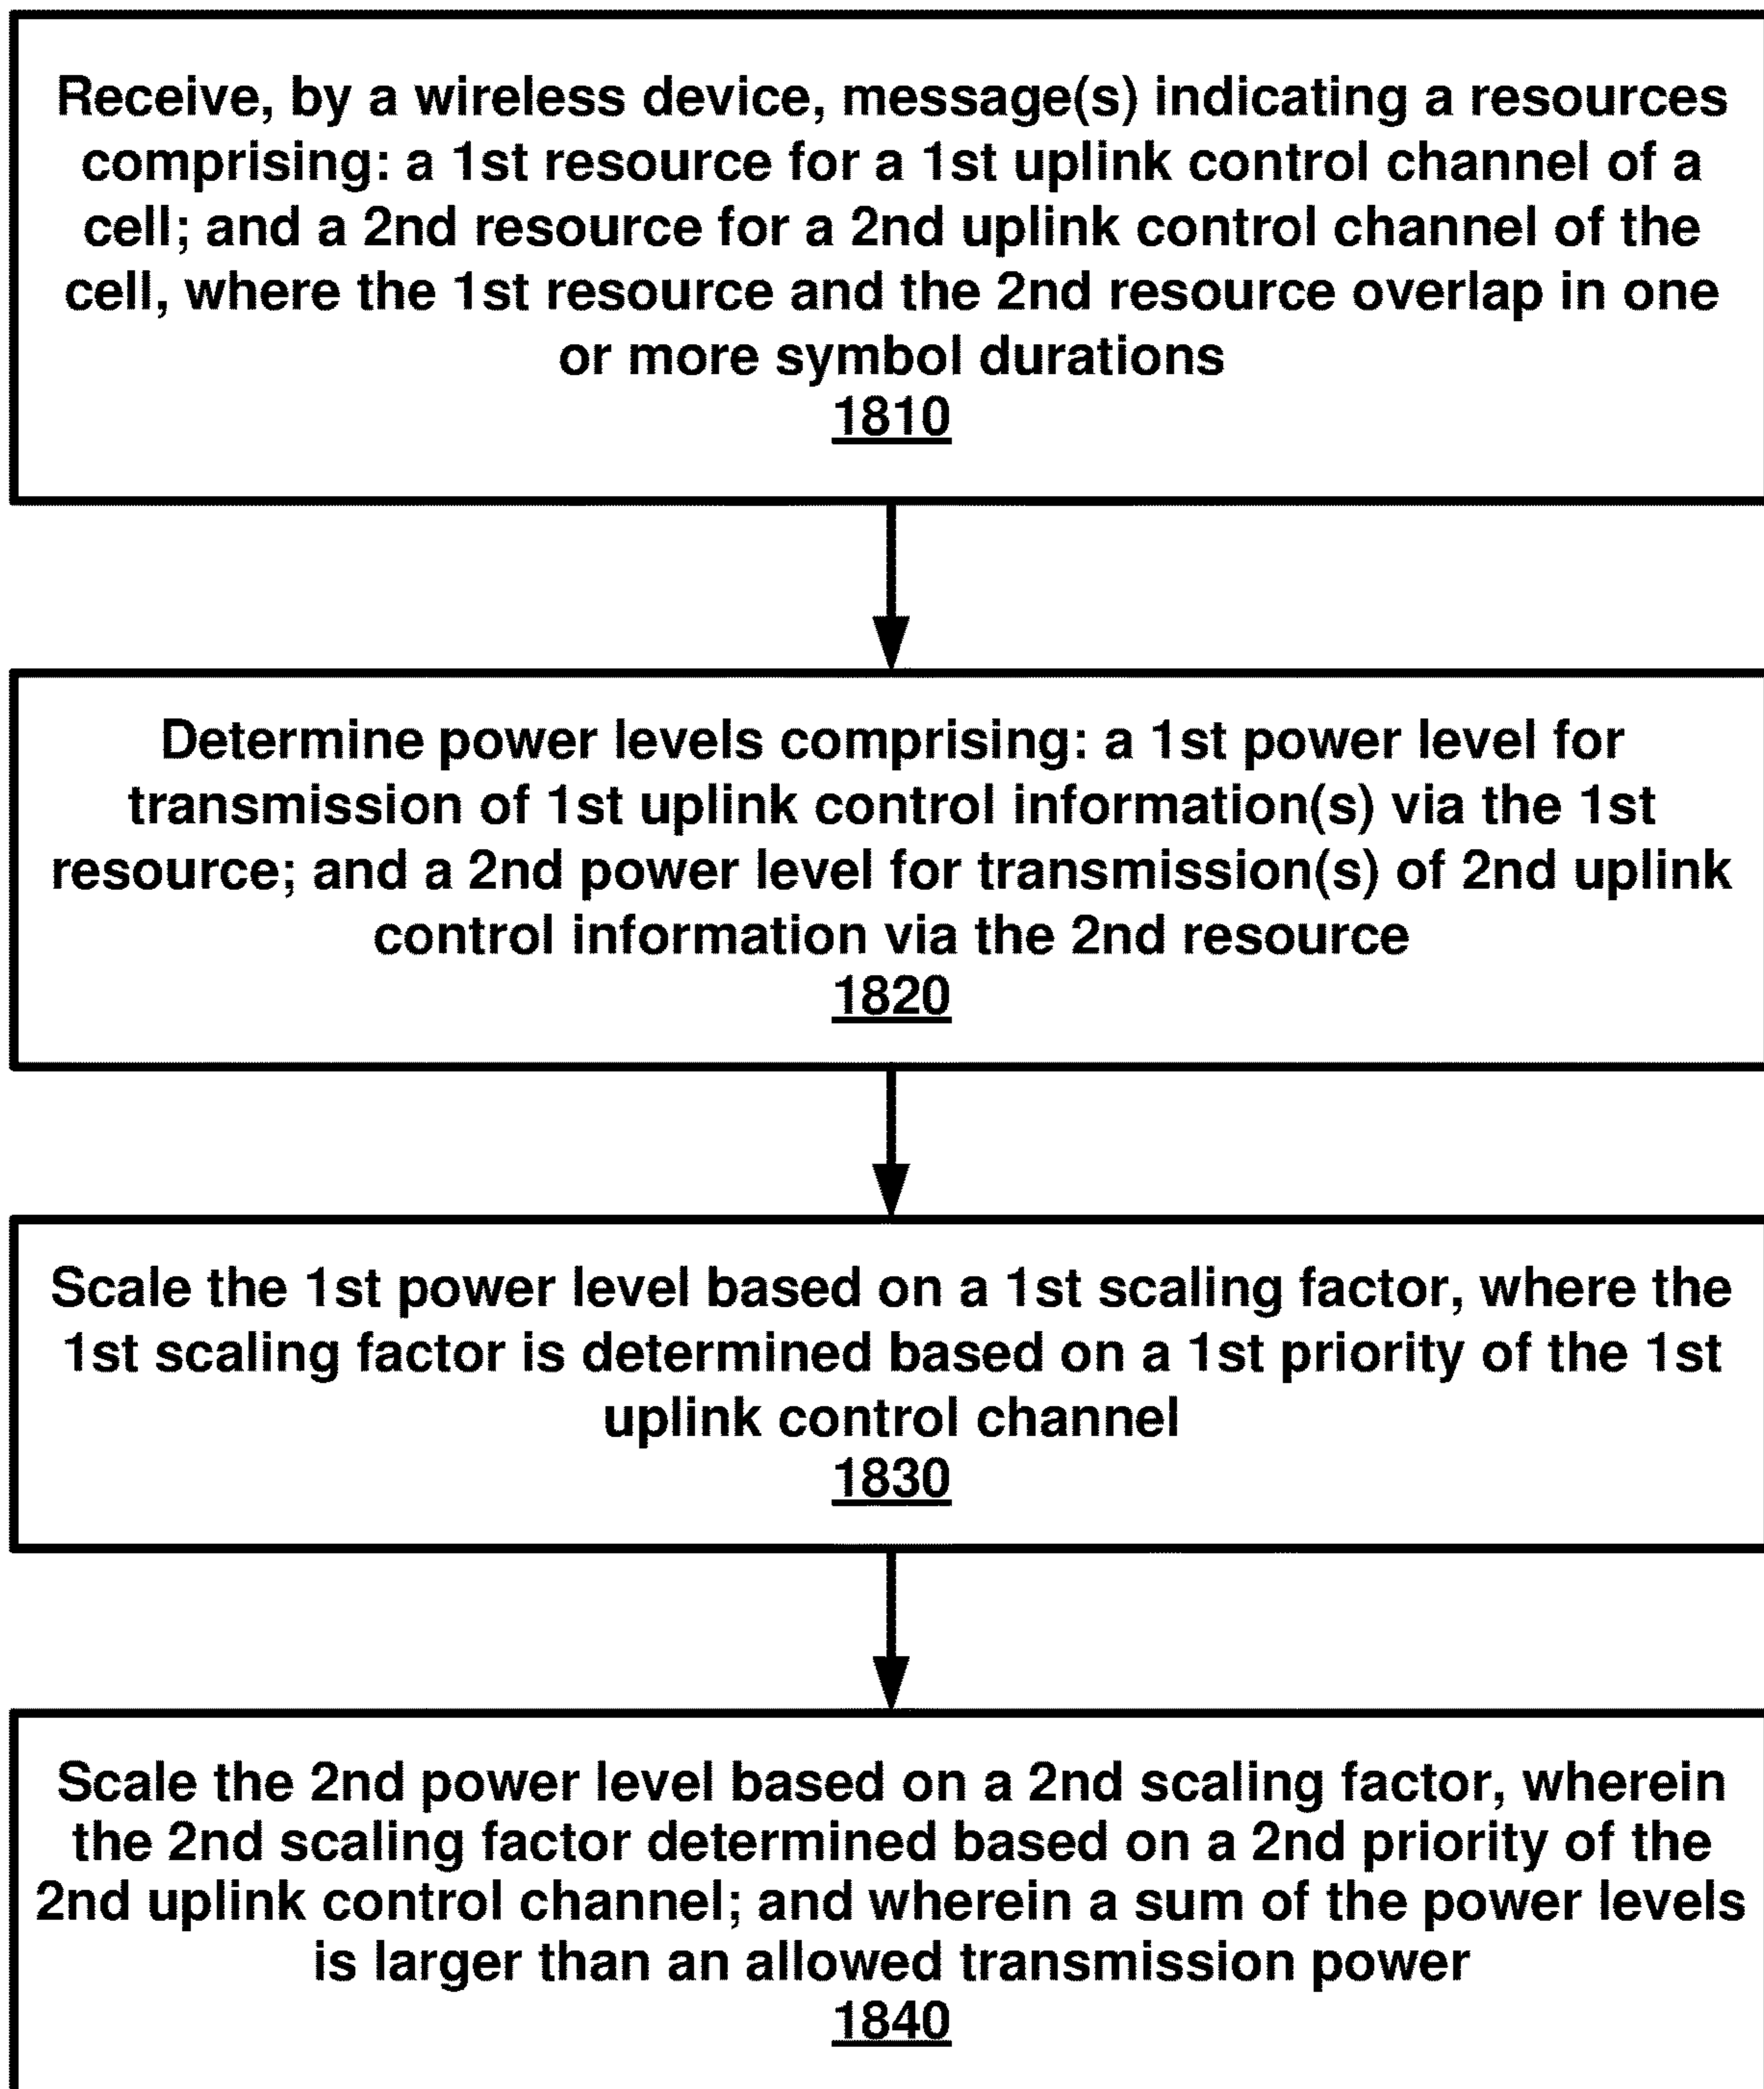 Receive, by a wireless device, message(s) indicating a resources
comprising: a 1st resource for a 1st uplink control channel of a
cell; and a 2nd resource for a 2nd uplink control channel of the
cell, where the 1st resource and the 2nd resource overlap in one
or more symbol durations
1810
Determine power levels comprising: a 1st power level for
transmission of 1st uplink control information(s) via the 1st
resource; and a 2nd power level for transmission(s) of 2nd uplink
control information via the 2nd resource
1820
Scale the 1st power level based on a 1st scaling factor, where the
1st scaling factor is determined based on a 1st priority of the 1st
uplink control channel
1830
Scale the 2nd power level based on a 2nd scaling factor, wherein
the 2nd scaling factor determined based on a 2nd priority of the
2nd uplink control channel; and wherein a sum of the power levels
is larger than an allowed transmission power
1840